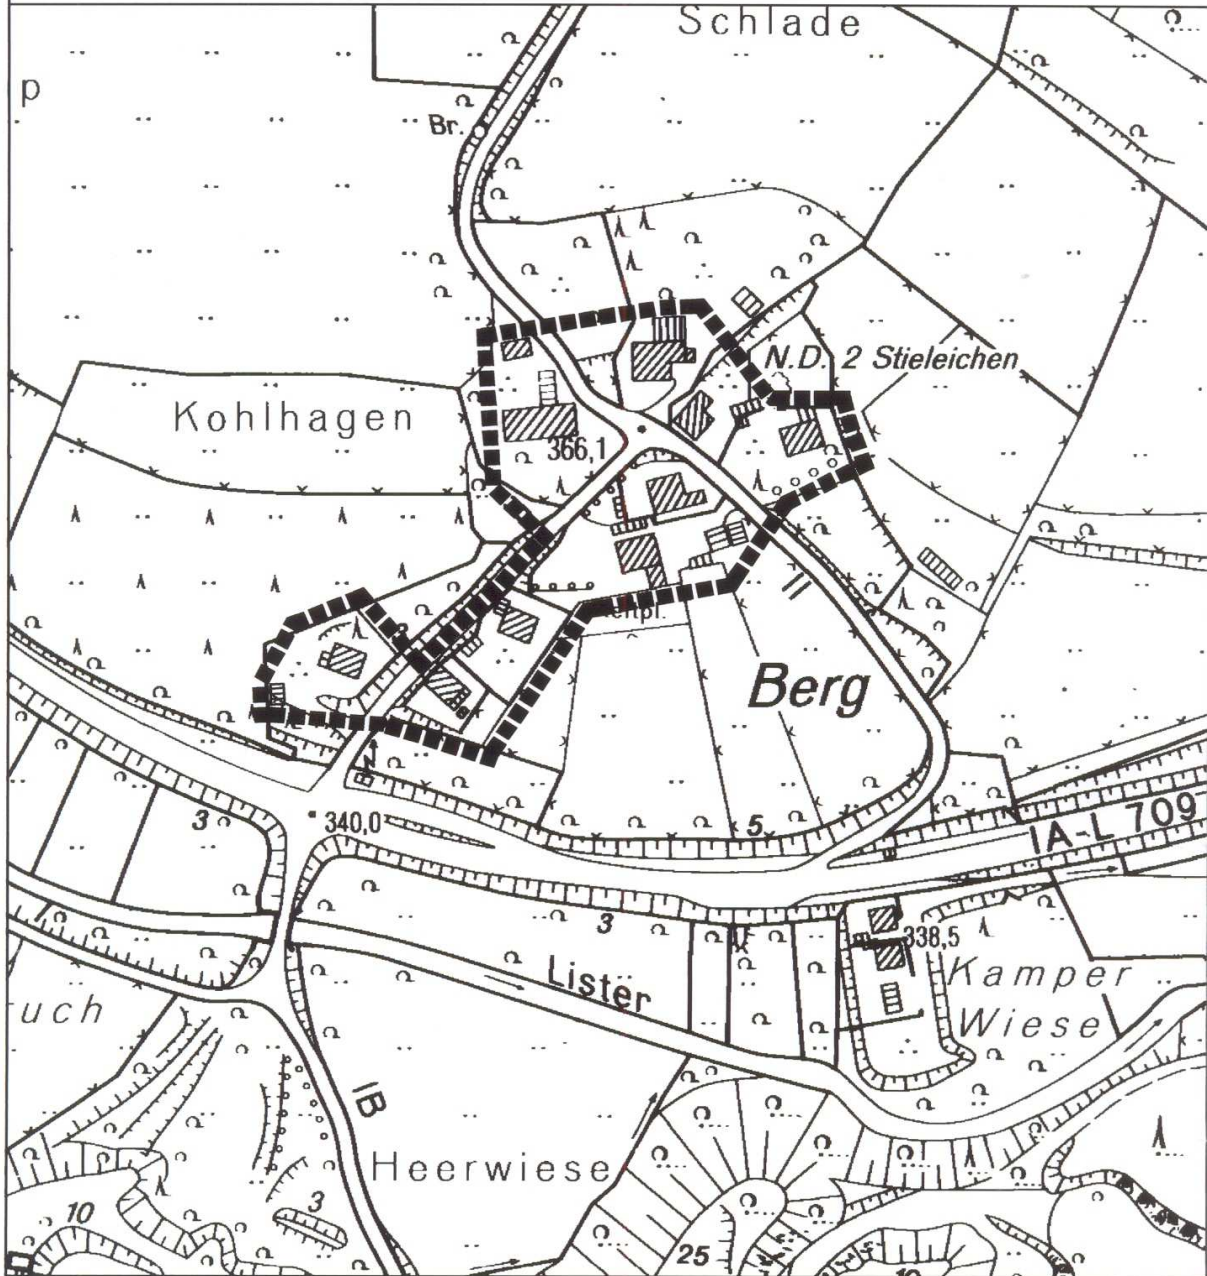 Schlade
p
Br.
N.D. 2 Stieleichen
Kohlhagen
366,1
Berg
3
340,0
5
IA-L 709
3
338,5
Lister
Kamper
Wiese
uch
IB
Heerwiese
3
10
25